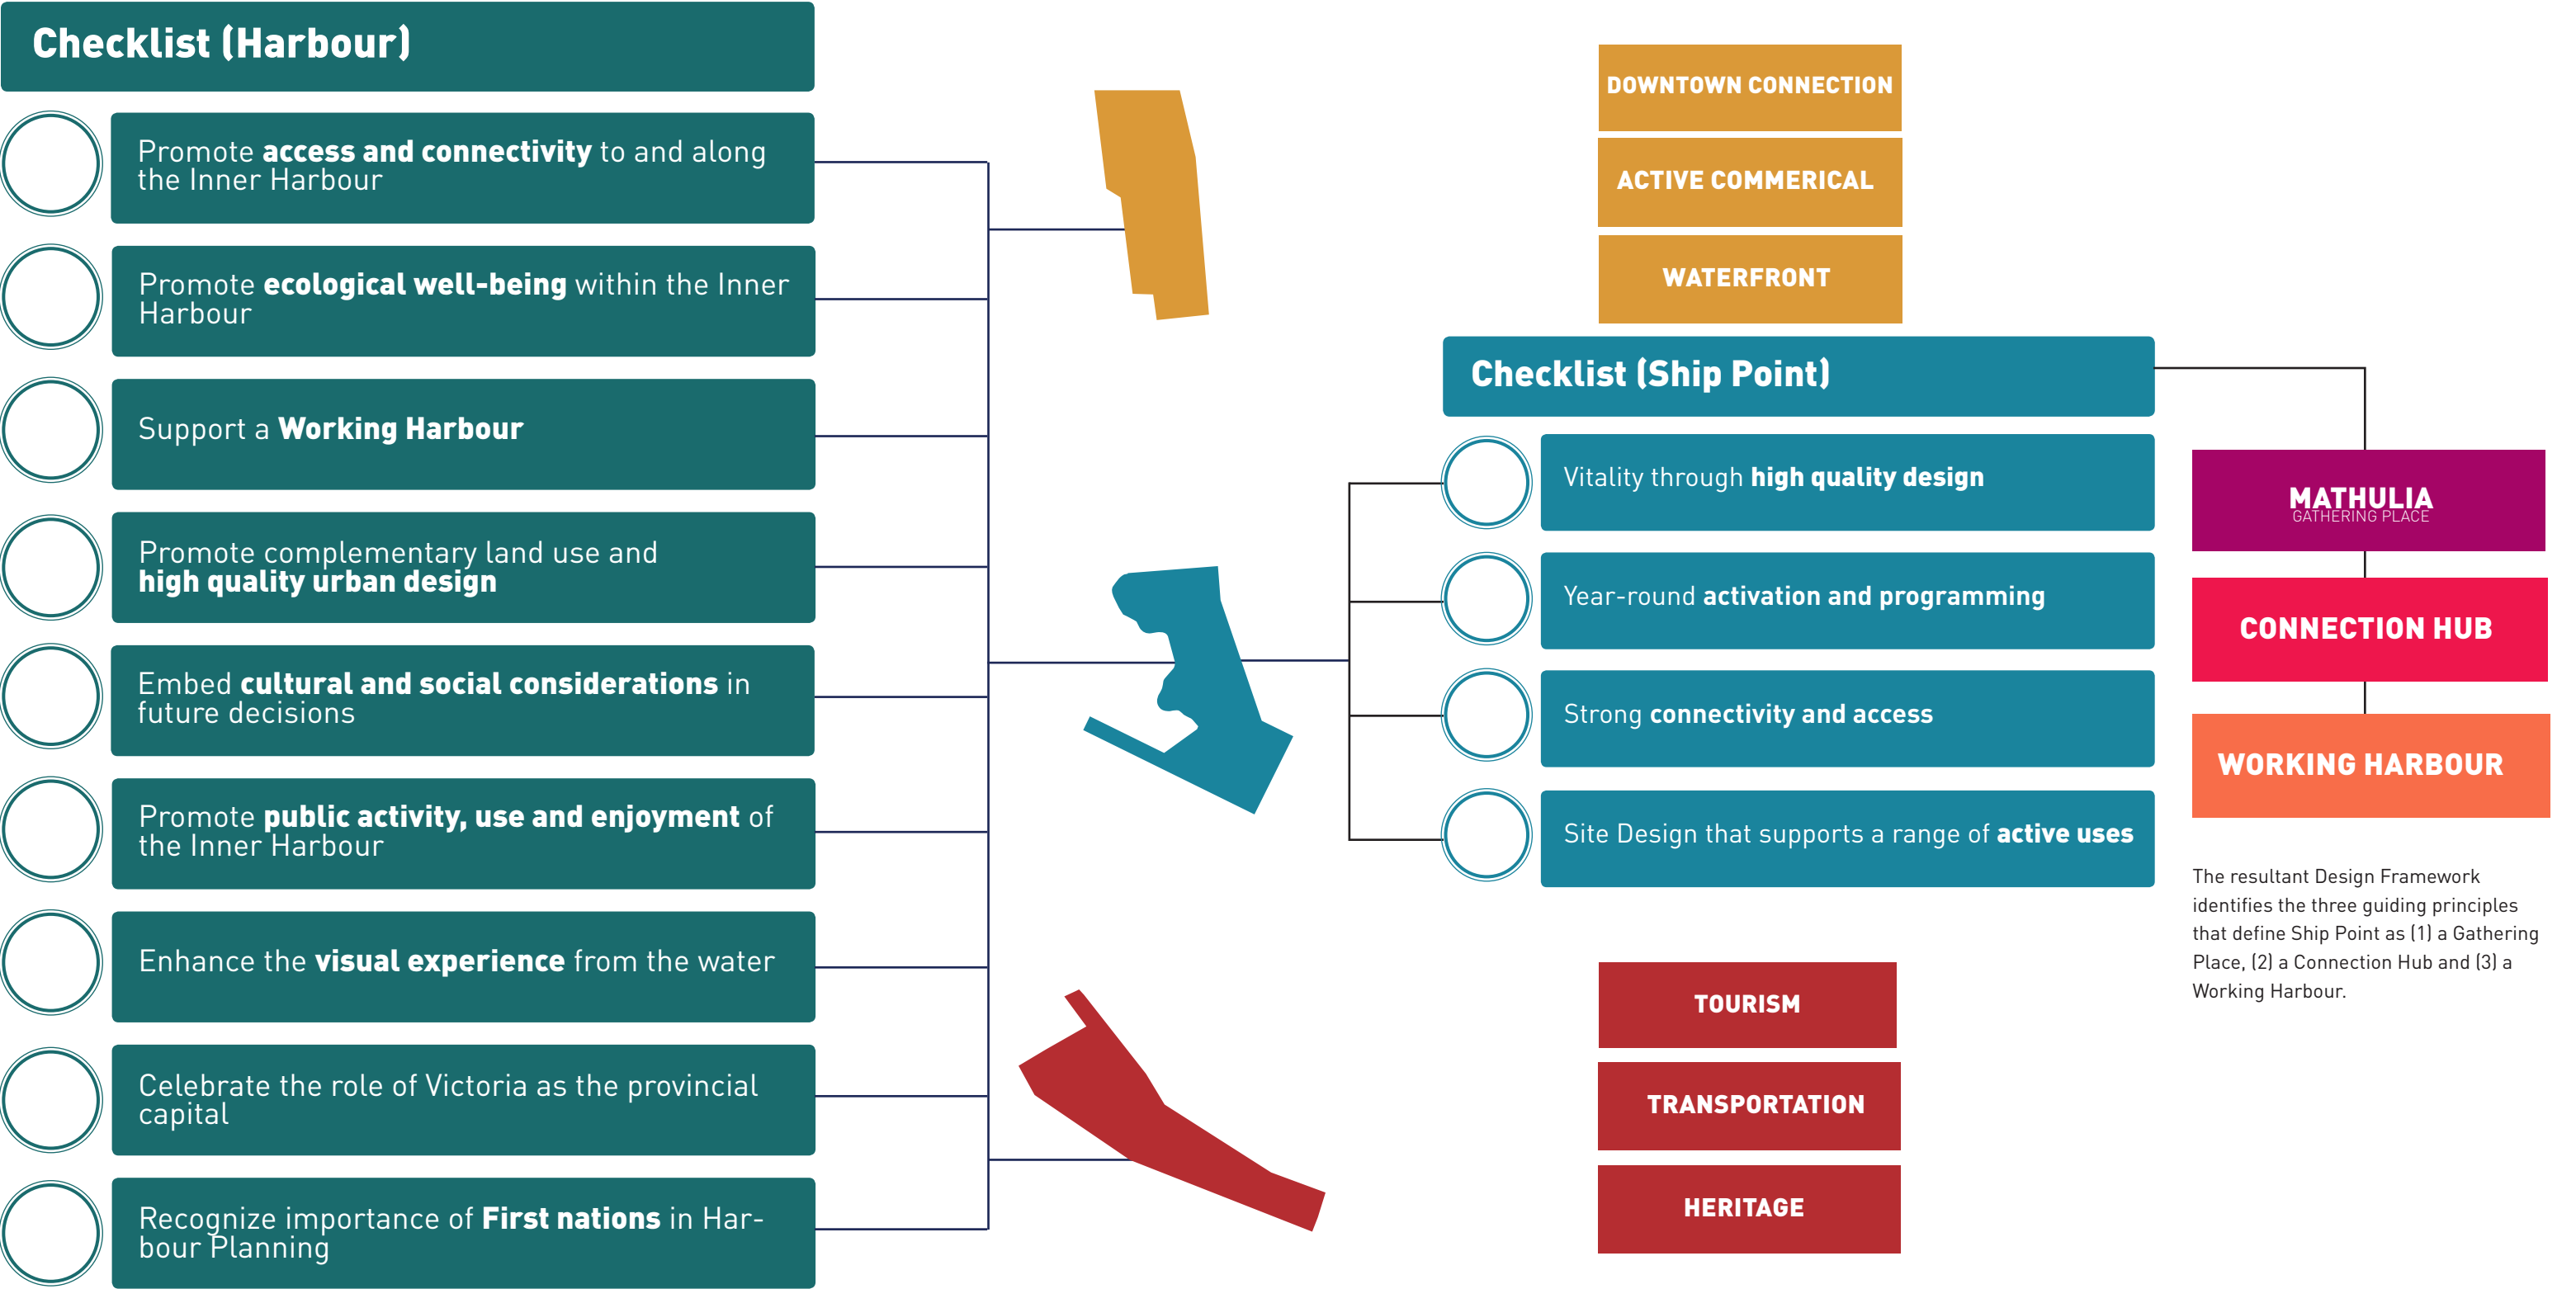 Checklist (Harbour)
Promote access and connectivity to and along
the Inner Harbour
Promote ecological well-being within the Inner
Harbour
Support a Working Harbour
Promote complementary land use and
high quality urban design
Embed cultural and social considerations in
future decisions
Promote public activity, use and enjoyment of
the Inner Harbour
Enhance the visual experience from the water
Celebrate the role of Victoria as the provincial
capital
Recognize importance of First nations in Har-
bour Planning
DOWNTOWN CONNECTION
ACTIVE COMMERICAL
WATERFRONT
Checklist (Ship Point)
Vitality through high quality design
Year-round activation and programming
Strong connectivity and access
Site Design that supports a range of active uses
MATHULIA
GATHERING PLACE
CONNECTION HUB
WORKING HARBOUR
The resultant Design Framework
identifies the three guiding principles
that define Ship Point as (1) a Gathering
Place, (2) a Connection Hub and (3) a
Working Harbour.
TOURISM
TRANSPORTATION
HERITAGE